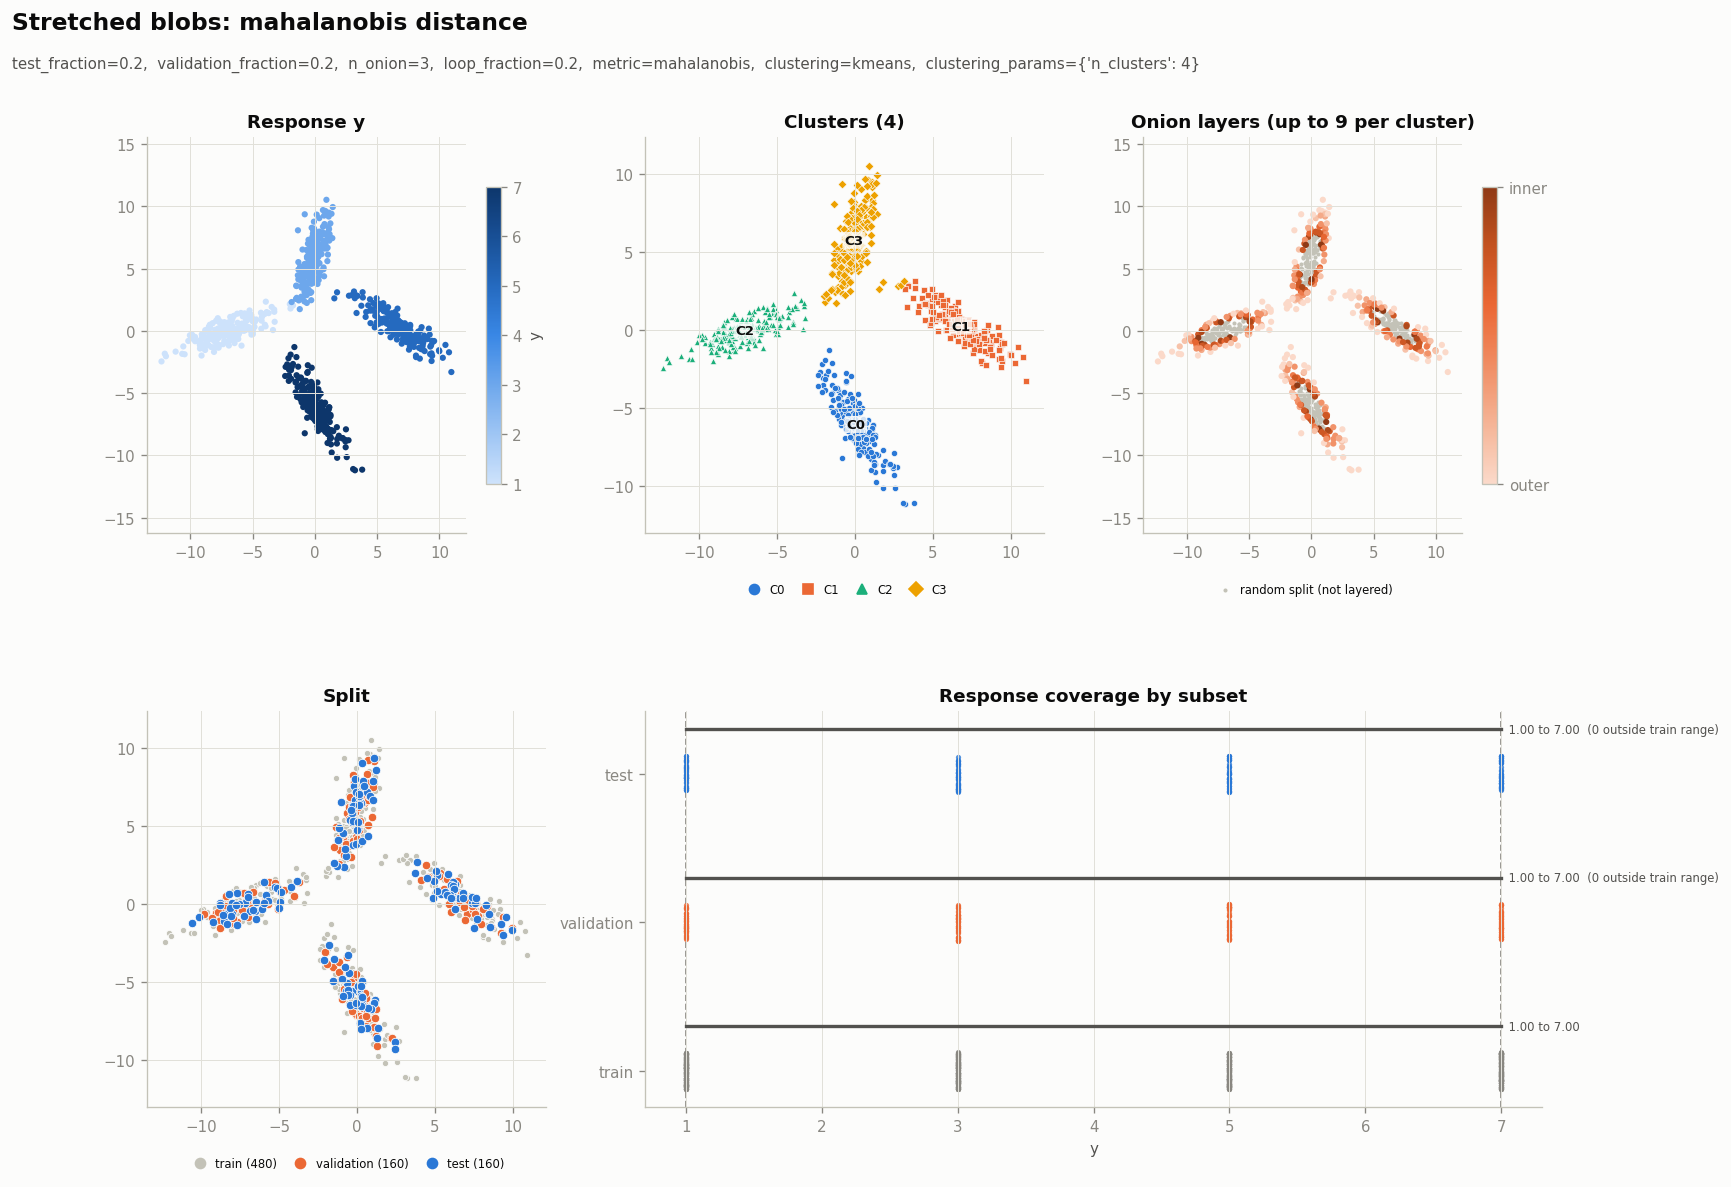 Stretched blobs: mahalanobis distance
test_fraction=0.2,  validation_fraction=0.2,  n_onion=3,  loop_fraction=0.2,  metric=mahalanobis,  clustering=kmeans,  clustering_params={'n_clusters': 4}
Response y
15
10
5
0
−5
−10
−15
−10
−5
0
5
10
7
6
5
4
3
2
1
y
Clusters (4)
10
5
0
−5
−10
−10
−5
0
5
10
C3
C1
C2
C0
C0
C1
C2
C3
Onion layers (up to 9 per cluster)
15
10
5
0
−5
−10
−15
−10
−5
0
5
10
inner
outer
random split (not layered)
Split
10
5
0
−5
−10
−10
−5
0
5
10
train (480)
validation (160)
test (160)
Response coverage by subset
1.00 to 7.00  (0 outside train range)
test
1.00 to 7.00  (0 outside train range)
validation
1.00 to 7.00
train
1
2
3
4
5
6
7
y